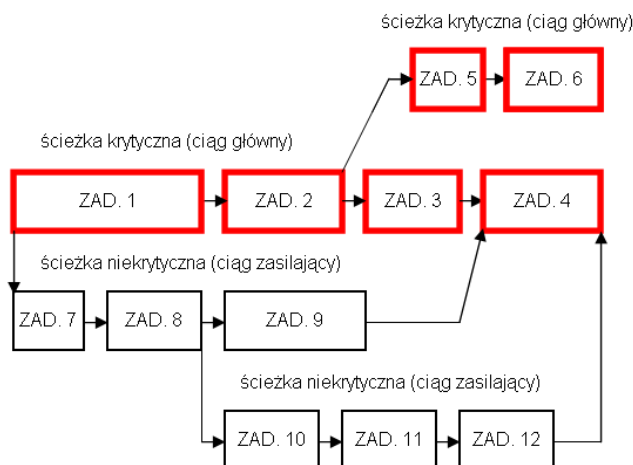 ścieżka krytyczna (ciąg główny)
ZAD. 5
ZAD. 6
ścieżka krytyczna (ciąg główny)
ZAD. 1
ZAD. 2
ZAD. 3
ZAD. 4
ścieżka niekrytyczna (ciąg zasilający)
ZAD. 7
ZAD. 8
ZAD. 9
ścieżka niekrytyczna (ciąg zasilający)
ZAD. 10
ZAD. 11
ZAD. 12